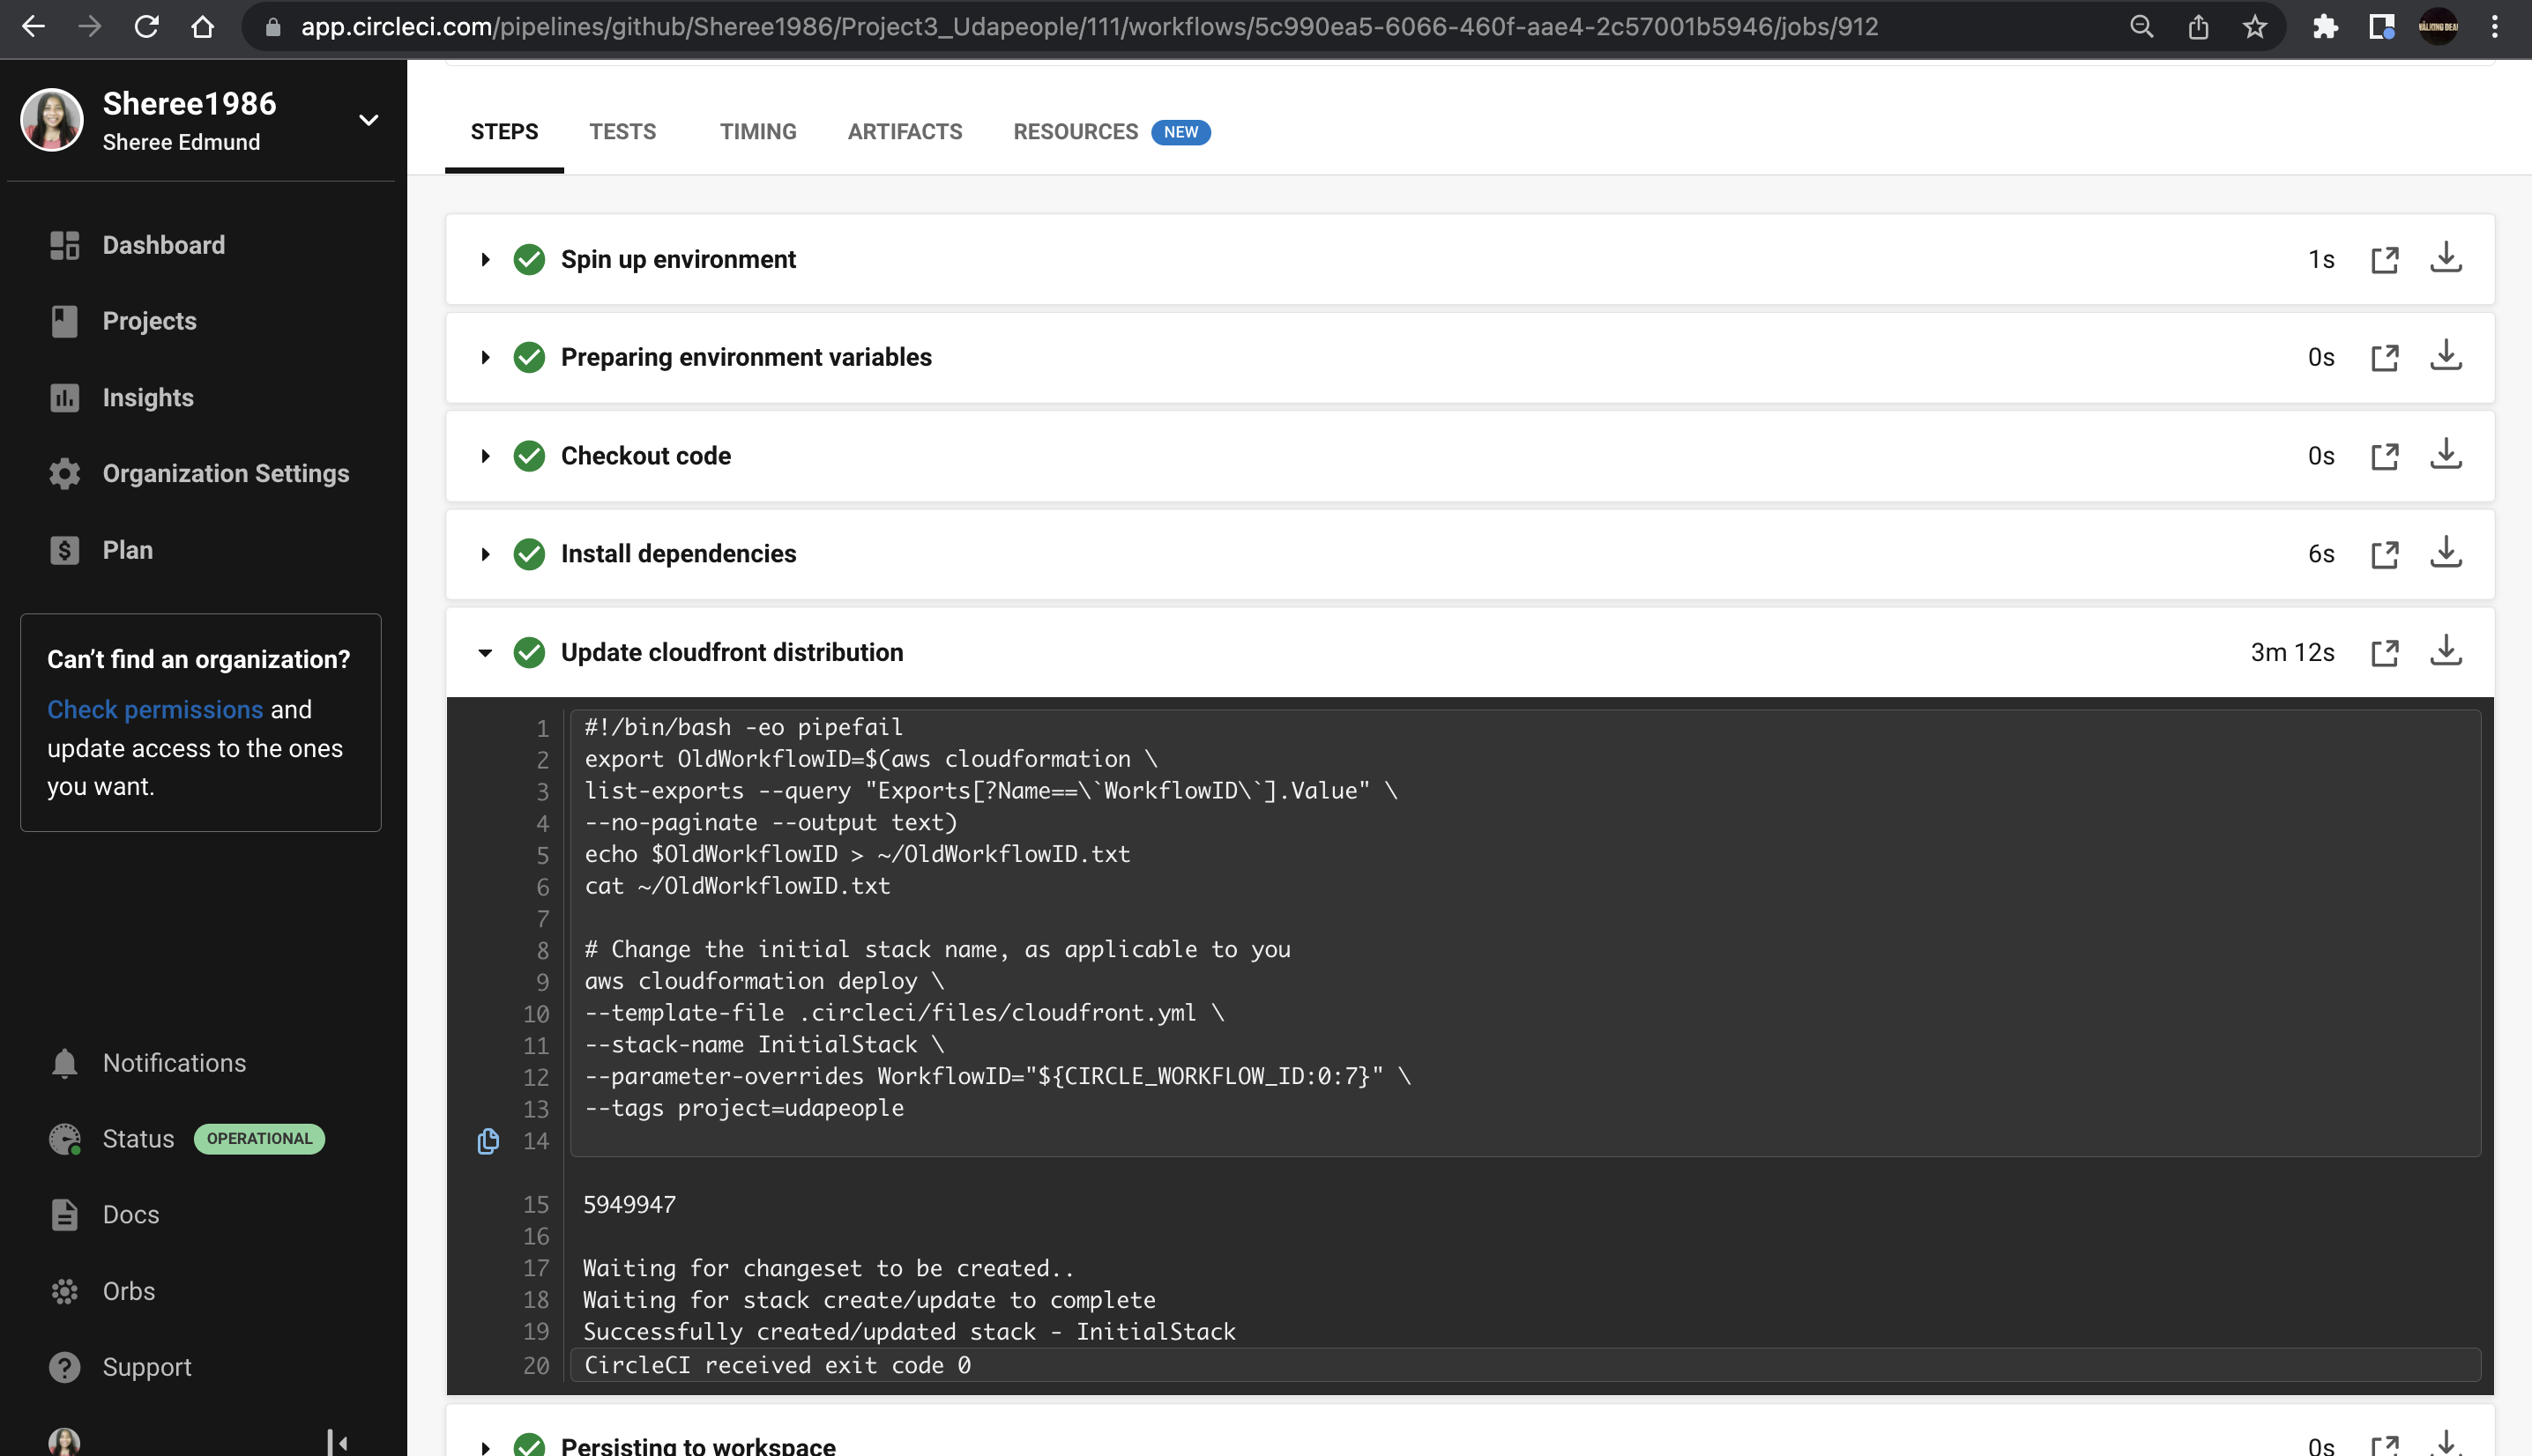 app.circleci.com/pipelines/github/Sheree1986/Project3_Udapeople/111/workflows/5c990ea5-6066-460f-aae4-2c57001b5946/jobs/912
Sheree1986
Sheree Edmund
Dashboard
Projects
Insights
Organization Settings
Plan
Can’t find an organization?
Check permissions and
update access to the ones
you want.
Notifications
Status OPERATIONAL
Docs
Orbs
Support
STEPS TESTS TIMING ARTIFACTS RESOURCES NEW
Spin up environment 1s
Preparing environment variables 0s
Checkout code 0s
Install dependencies 6s
Update cloudfront distribution 3m 12s
1 #!/bin/bash -eo pipefail
2 export OldWorkflowID=$(aws cloudformation \
3 list-exports --query "Exports[?Name==\`WorkflowID\`].Value" \
4 --no-paginate --output text)
5 echo $OldWorkflowID > ~/OldWorkflowID.txt
6 cat ~/OldWorkflowID.txt
7
8 # Change the initial stack name, as applicable to you
9 aws cloudformation deploy \
10 --template-file .circleci/files/cloudfront.yml \
11 --stack-name InitialStack \
12 --parameter-overrides WorkflowID="${CIRCLE_WORKFLOW_ID:0:7}" \
13 --tags project=udapeople
14
15 5949947
16
17 Waiting for changeset to be created..
18 Waiting for stack create/update to complete
19 Successfully created/updated stack - InitialStack
20 CircleCI received exit code 0
Persisting to workspace 0s